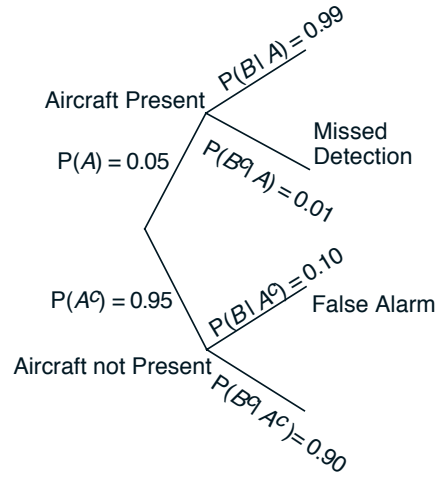 P(B | A) = 0.99
Aircraft Present
Missed
Detection
P(A) = 0.05
P(Bᶜ | A) = 0.01
P(Aᶜ) = 0.95
P(B | Aᶜ) = 0.10
False Alarm
Aircraft not Present
P(Bᶜ | Aᶜ) = 0.90